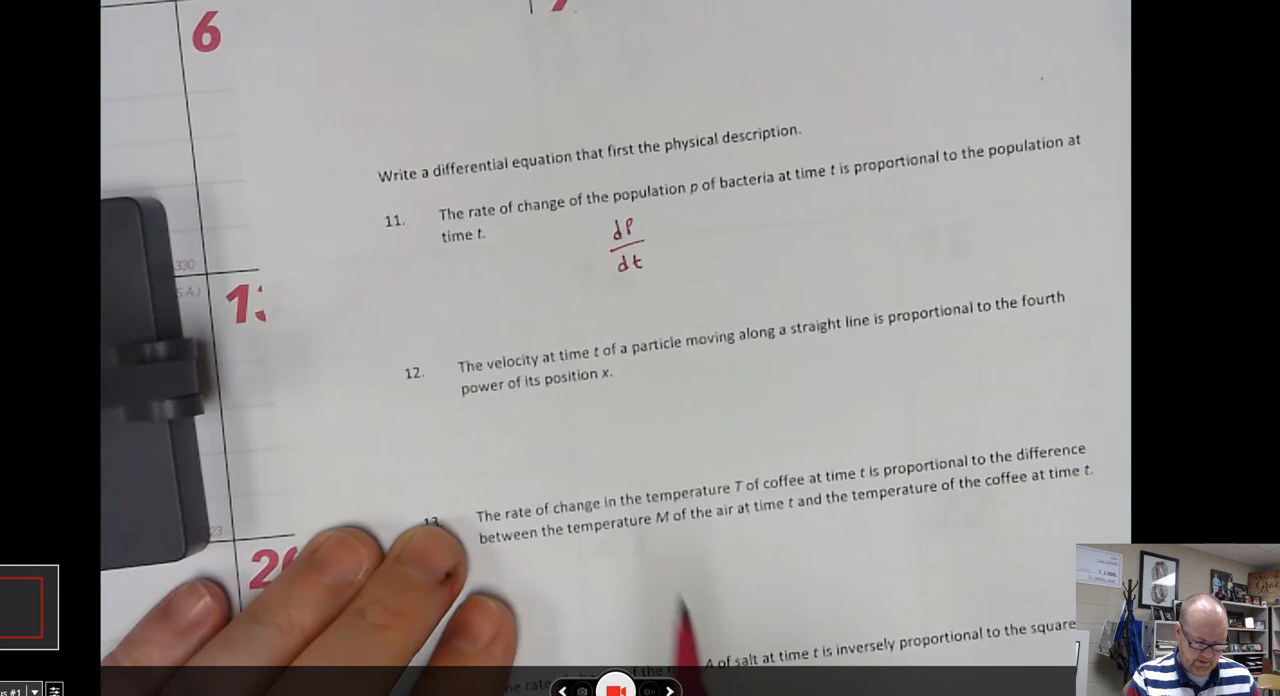 6
Write a differential equation that first the physical description.
11. The rate of change of the population p of bacteria at time t is proportional to the population at
time t.
dP
dt
330
SA)
12. The velocity at time t of a particle moving along a straight line is proportional to the fourth
power of its position x.
13. The rate of change in the temperature T of coffee at time t is proportional to the difference
between the temperature M of the air at time t and the temperature of the coffee at time t.
23
A of salt at time t is inversely proportional to the square